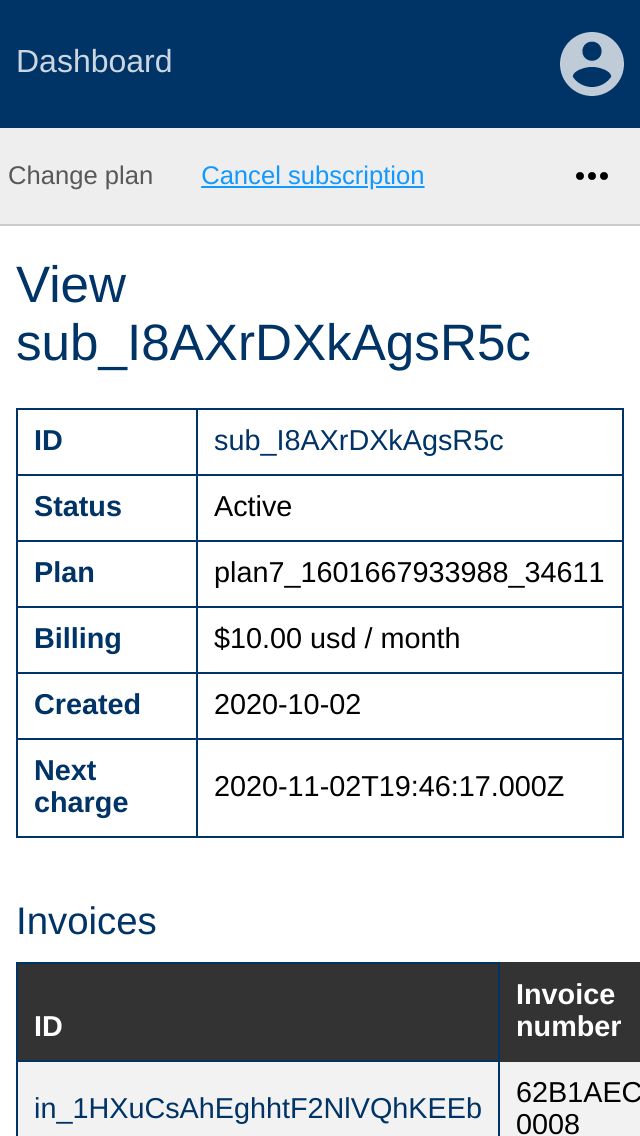 Dashboard
Change plan Cancel subscription
View
sub_I8AXrDXkAgsR5c
ID sub_I8AXrDXkAgsR5c
Status Active
Plan plan7_1601667933988_34611
Billing $10.00 usd / month
Created 2020-10-02
Next
charge 2020-11-02T19:46:17.000Z
Invoices
ID Invoice
number
in_1HXuCsAhEghhtF2NlVQhKEEb 62B1AEC
0008